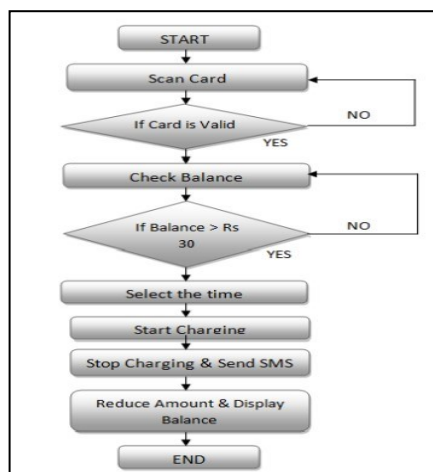 START
Scan Card
If Card is Valid
NO
YES
Check Balance
If Balance > Rs
30
NO
YES
Select the time
Start Charging
Stop Charging & Send SMS
Reduce Amount & Display
Balance
END